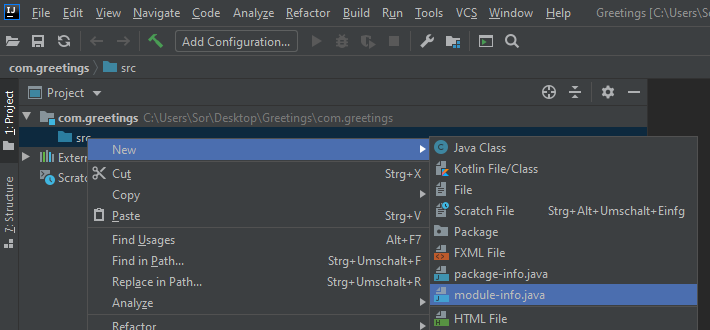 File Edit View Navigate Code Analyze Refactor Build Run Tools VCS Window Help Greetings [C:\Users\S
Add Configuration...
com.greetings src
1: Project
Project
com.greetings C:\Users\Sor\Desktop\Greetings\com.greetings
src
Extern
Scratc
7: Structure
New
Cut Strg+X
Copy
Paste Strg+V
Find Usages Alt+F7
Find in Path... Strg+Umschalt+F
Replace in Path... Strg+Umschalt+R
Analyze
Refactor
Java Class
Kotlin File/Class
File
Scratch File Strg+Alt+Umschalt+Einfg
Package
FXML File
package-info.java
module-info.java
HTML File